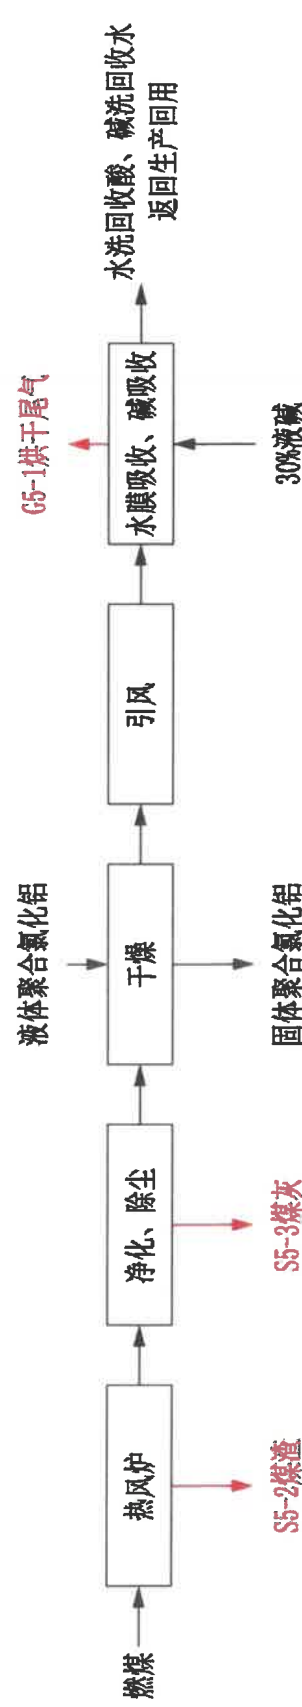 燃煤
热风炉
S5-2煤渣
净化、除尘
S5-3煤灰
液体聚合氯化铝
干燥
固体聚合氯化铝
引风
G5-1烘干尾气
水膜吸收、碱吸收
30%液碱
水洗回收酸、碱洗回收水
返回生产回用